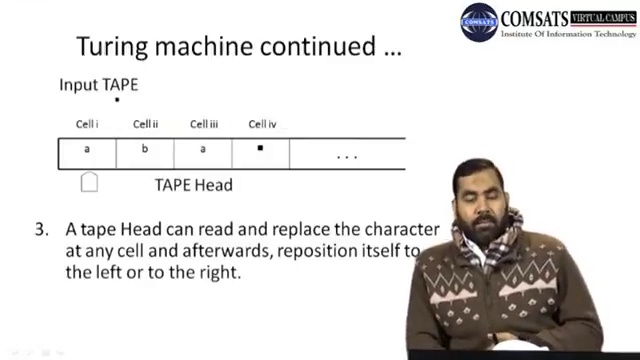 COMSATS VIRTUAL CAMPUS
Institute Of Information Technology
Turing machine continued ...
Input TAPE
Cell i Cell ii Cell iii Cell iv
a b a ▪ ...
TAPE Head
3. A tape Head can read and replace the character
at any cell and afterwards, reposition itself to
the left or to the right.